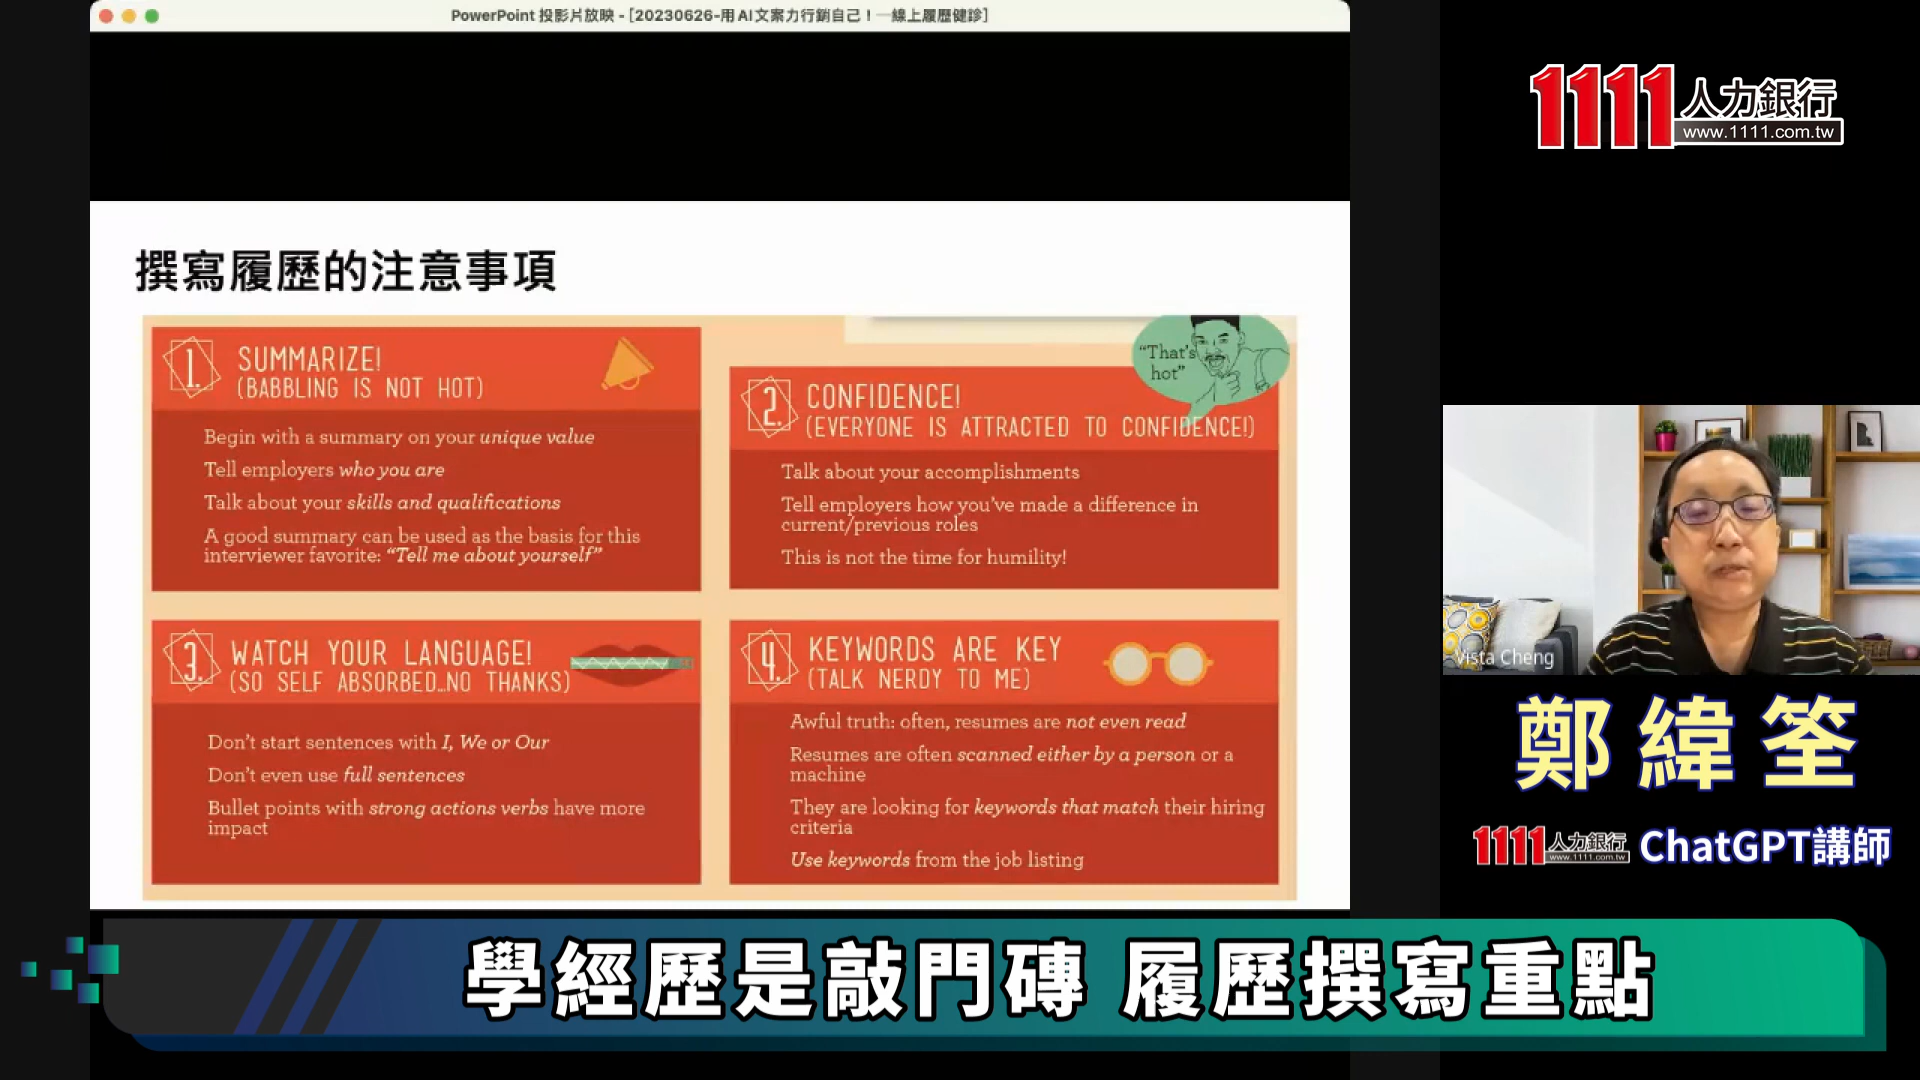 PowerPoint 投影片放映 - [20230626-用AI文案力行銷自己！─線上履歷健診]
撰寫履歷的注意事項
1.
SUMMARIZE!
(BABBLING IS NOT HOT)
Begin with a summary on your unique value
Tell employers who you are
Talk about your skills and qualifications
A good summary can be used as the basis for this
interviewer favorite: “Tell me about yourself”
“That's
hot”
2.
CONFIDENCE!
(EVERYONE IS ATTRACTED TO CONFIDENCE!)
Talk about your accomplishments
Tell employers how you've made a difference in
current/previous roles
This is not the time for humility!
3.
WATCH YOUR LANGUAGE!
(SO SELF ABSORBED...NO THANKS)
Don't start sentences with I, We or Our
Don't even use full sentences
Bullet points with strong actions verbs have more
impact
4.
KEYWORDS ARE KEY
(TALK NERDY TO ME)
Awful truth: often, resumes are not even read
Resumes are often scanned either by a person or a
machine
They are looking for keywords that match their hiring
criteria
Use keywords from the job listing
1111人力銀行
www.1111.com.tw
Vista Cheng
鄭緯筌
1111人力銀行 ChatGPT講師
www.1111.com.tw
學經歷是敲門磚 履歷撰寫重點